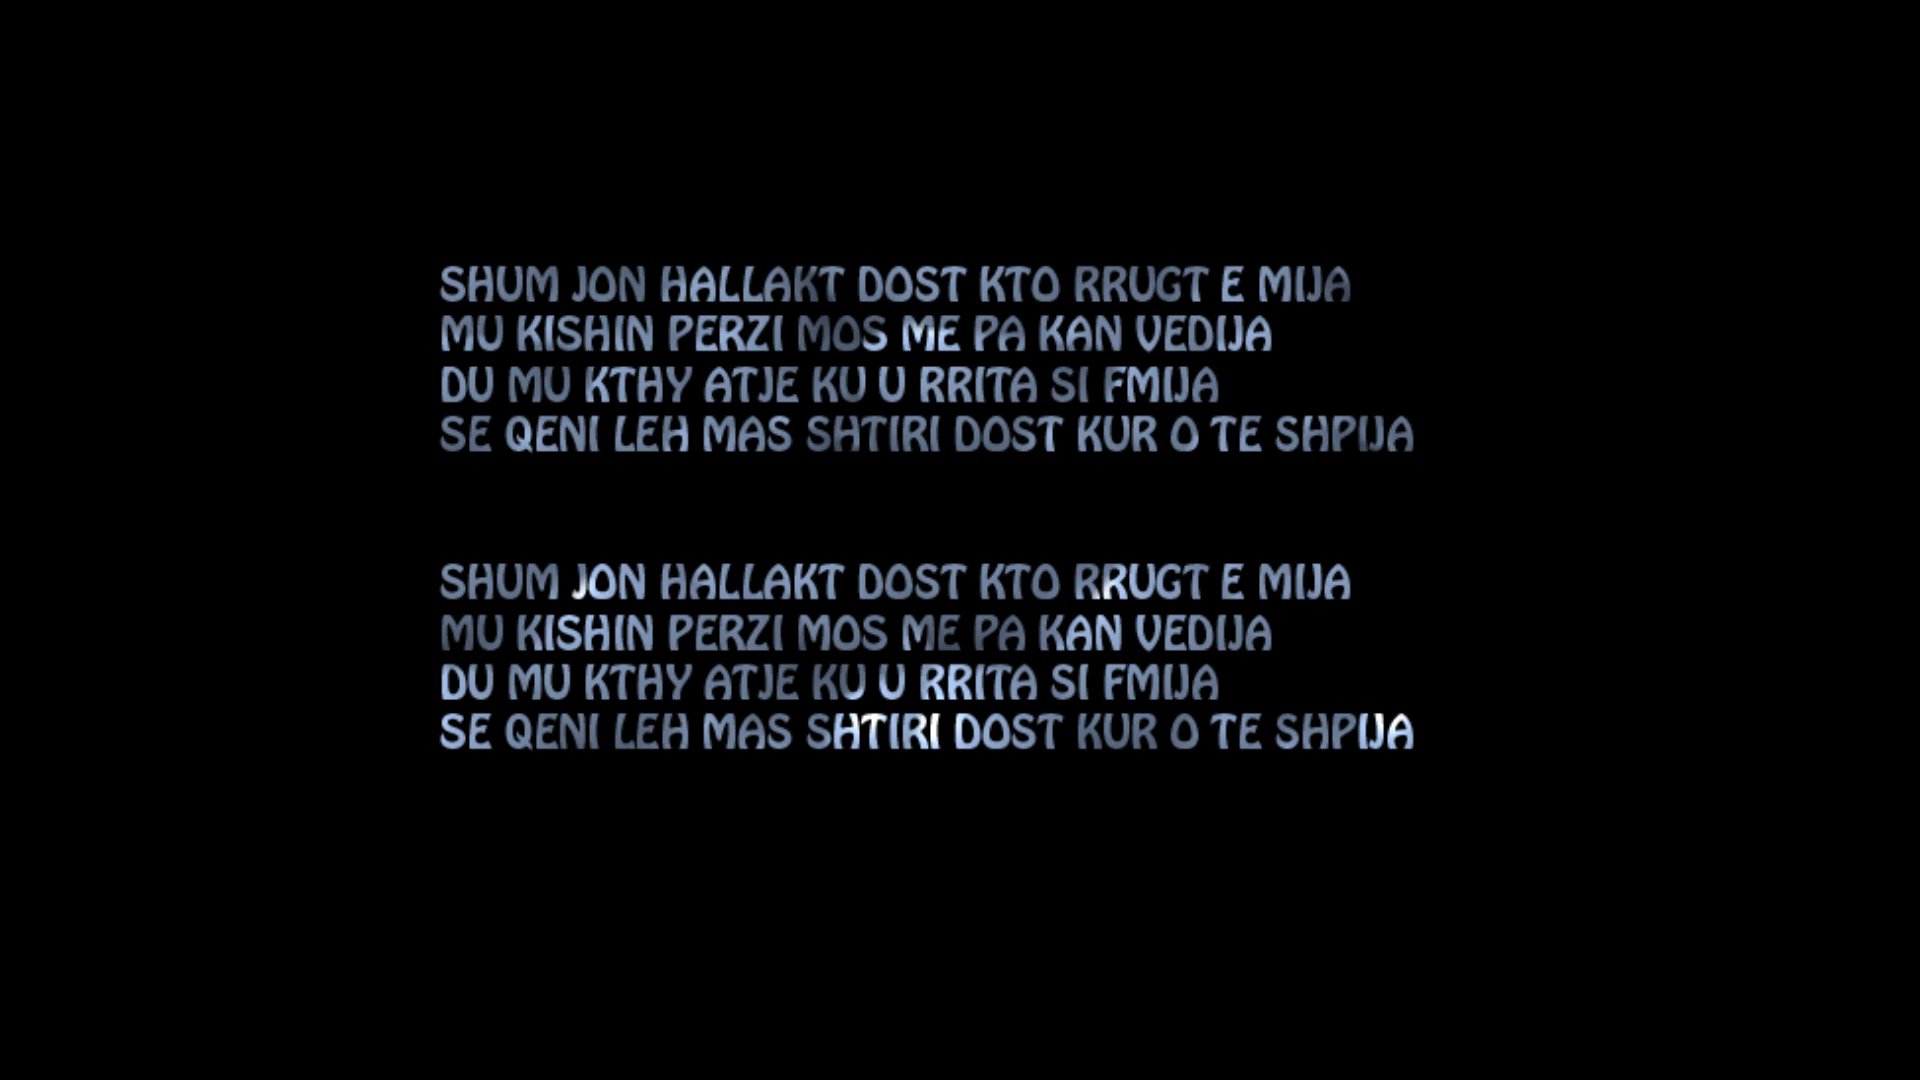 SHUM JON HALLAKT DOST KTO RRUGT E MIJA
MU KISHIN PERZI MOS ME PA KAN VEDIJA
DU MU KTHY ATJE KU U RRITA SI FMIJA
SE QENI LEH MAS SHTIRI DOST KUR O TE SHPIJA
SHUM JON HALLAKT DOST KTO RRUGT E MIJA
MU KISHIN PERZI MOS ME PA KAN VEDIJA
DU MU KTHY ATJE KU U RRITA SI FMIJA
SE QENI LEH MAS SHTIRI DOST KUR O TE SHPIJA